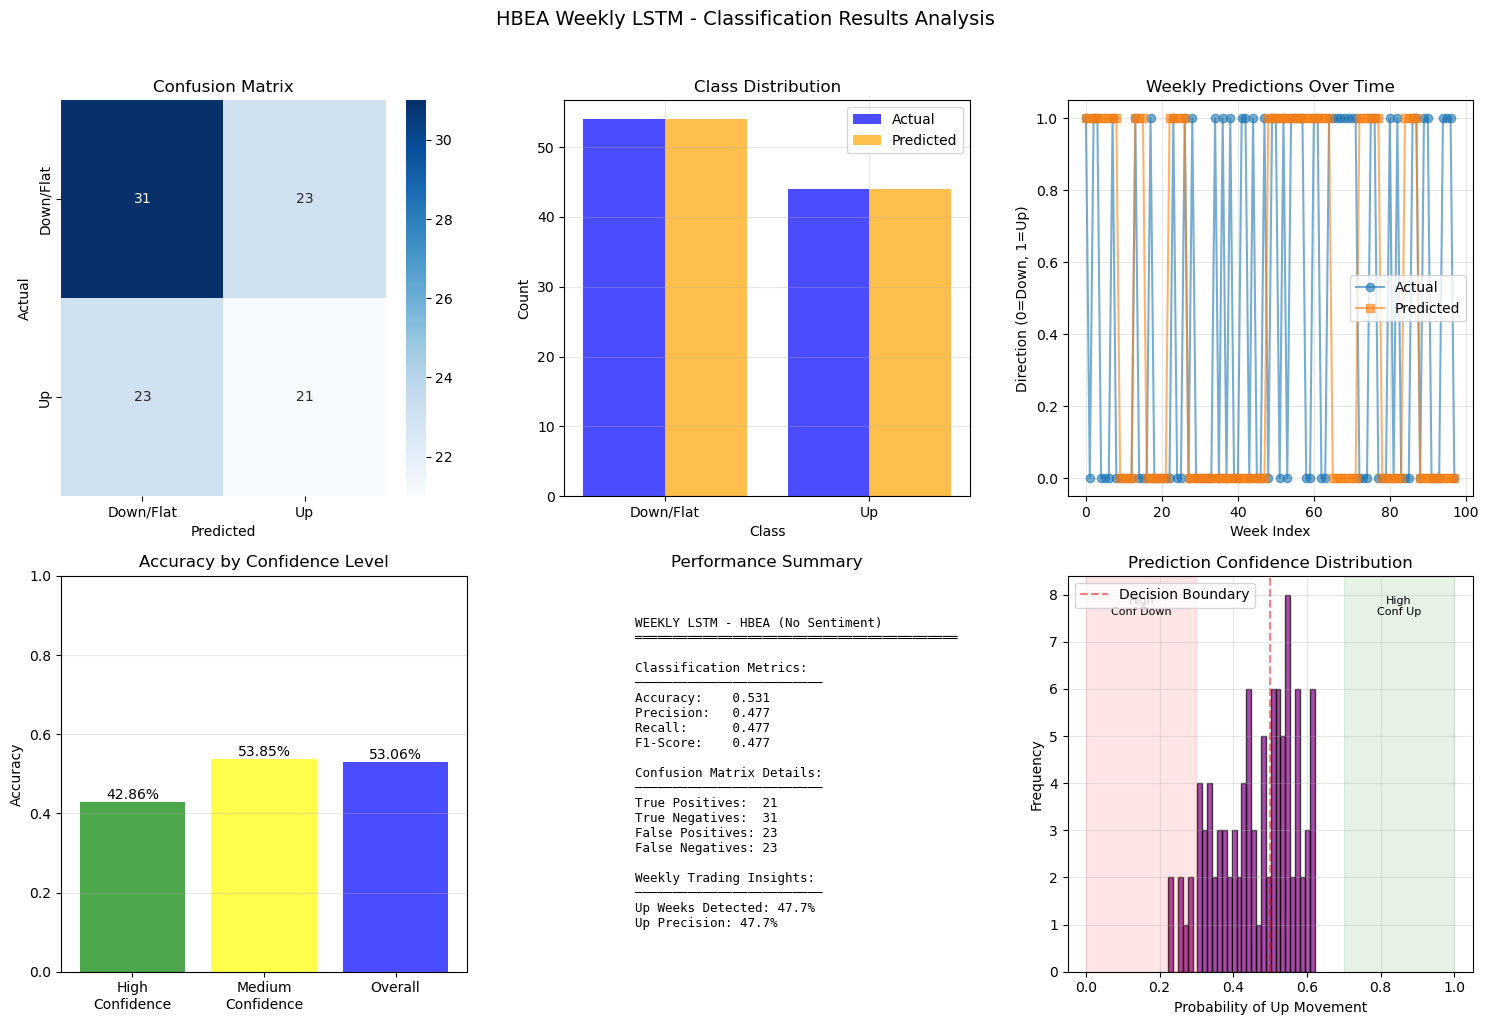 HBEA Weekly LSTM - Classification Results Analysis
Confusion Matrix
Down/Flat
Up
Actual
31
23
23
21
Down/Flat
Up
Predicted
30
28
26
24
22
Class Distribution
Actual
Predicted
50
40
30
20
10
0
Count
Down/Flat
Up
Class
Weekly Predictions Over Time
1.0
0.8
0.6
0.4
0.2
0.0
Direction (0=Down, 1=Up)
Actual
Predicted
0
20
40
60
80
100
Week Index
Accuracy by Confidence Level
1.0
0.8
0.6
0.4
0.2
0.0
Accuracy
42.86%
53.85%
53.06%
High
Confidence
Medium
Confidence
Overall
Performance Summary
WEEKLY LSTM - HBEA (No Sentiment)
Classification Metrics:
Accuracy: 0.531
Precision: 0.477
Recall: 0.477
F1-Score: 0.477
Confusion Matrix Details:
True Positives: 21
True Negatives: 31
False Positives: 23
False Negatives: 23
Weekly Trading Insights:
Up Weeks Detected: 47.7%
Up Precision: 47.7%
Prediction Confidence Distribution
Decision Boundary
Conf Down
High
Conf Up
8
7
6
5
4
3
2
1
0
Frequency
0.0
0.2
0.4
0.6
0.8
1.0
Probability of Up Movement